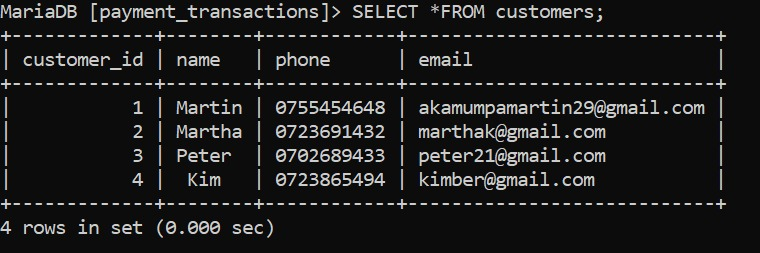 MariaDB [payment_transactions]> SELECT *FROM customers;
+-------------+--------+------------+----------------------------+
| customer_id | name   | phone      | email                      |
+-------------+--------+------------+----------------------------+
|           1 | Martin | 0755454648 | akamumpamartin29@gmail.com |
|           2 | Martha | 0723691432 | marthak@gmail.com          |
|           3 | Peter  | 0702689433 | peter21@gmail.com          |
|           4 |  Kim   | 0723865494 | kimber@gmail.com           |
+-------------+--------+------------+----------------------------+
4 rows in set (0.000 sec)